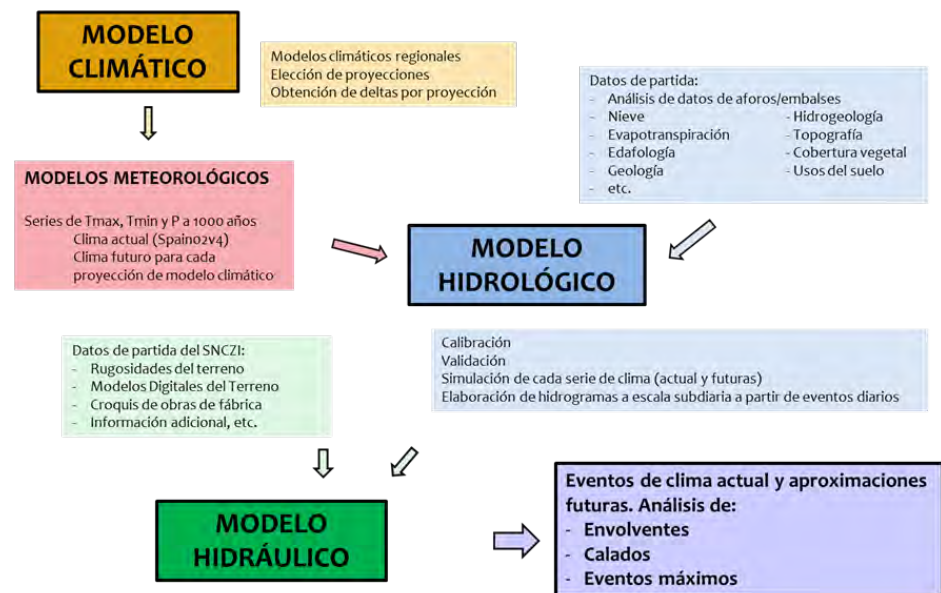 MODELO
CLIMÁTICO
Modelos climáticos regionales
Elección de proyecciones
Obtención de deltas por proyección
Datos de partida:
- Análisis de datos de aforos/embalses
- Nieve - Hidrogeología
- Evapotranspiración - Topografía
- Edafología - Cobertura vegetal
- Geología - Usos del suelo
- etc.
MODELOS METEOROLÓGICOS
Series de Tmax, Tmin y P a 1000 años
Clima actual (Spain02v4)
Clima futuro para cada
proyección de modelo climático
MODELO
HIDROLÓGICO
Datos de partida del SNCZI:
- Rugosidades del terreno
- Modelos Digitales del Terreno
- Croquis de obras de fábrica
- Información adicional, etc.
Calibración
Validación
Simulación de cada serie de clima (actual y futuras)
Elaboración de hidrogramas a escala subdiaria a partir de eventos diarios
MODELO
HIDRÁULICO
Eventos de clima actual y aproximaciones
futuras. Análisis de:
- Envolventes
- Calados
- Eventos máximos